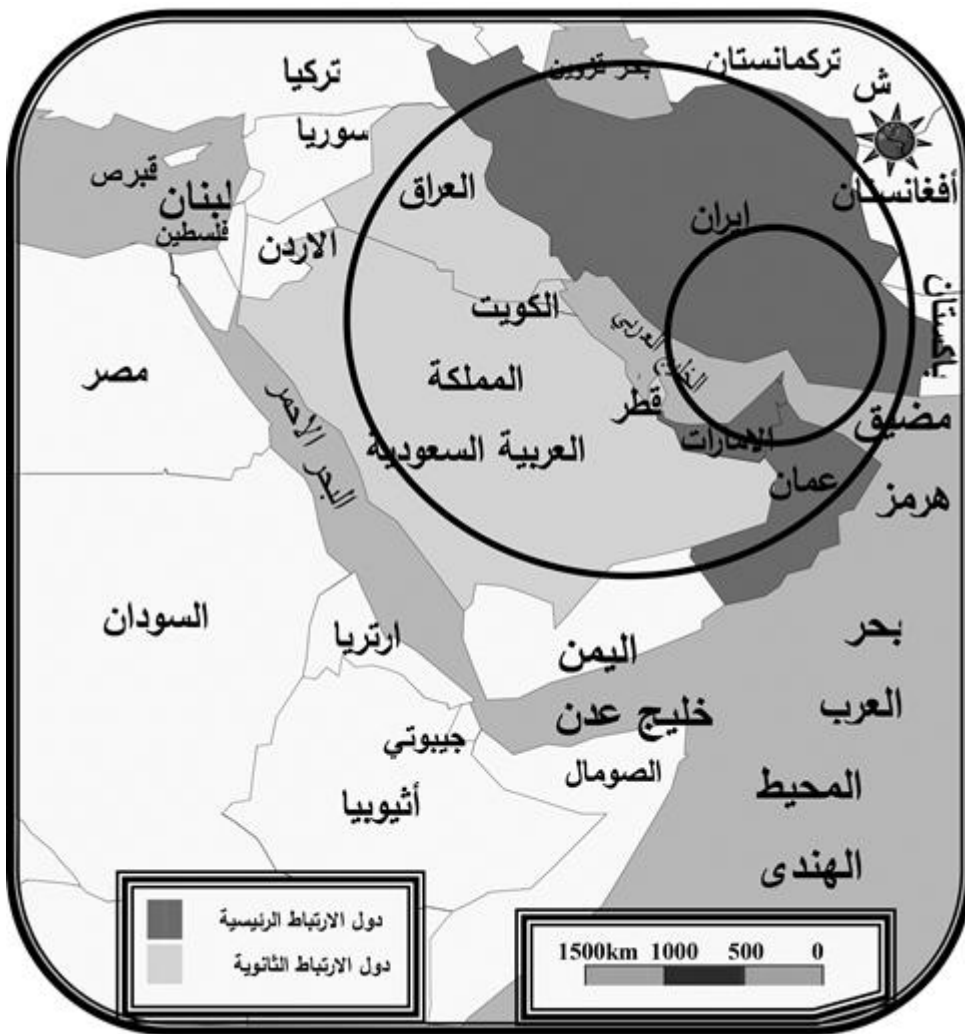 تركيا
بحر تزوين
تركمانستان
ش
سوريا
قبرص
لبنان
فلسطين
العراق
أفغانستان
إيران
الاردن
الكويت
الخليج العربي
باكستان
مصر
المملكة
العربية السعودية
قطر
الامارات
مضيق
هرمز
عمان
البحر الأحمر
السودان
ارتريا
اليمن
خليج عدن
جيبوتي
الصومال
أثيوبيا
بحر
العرب
المحيط
الهندى
دول الارتباط الرئيسية
دول الارتباط الثانوية
1500km 1000 500 0